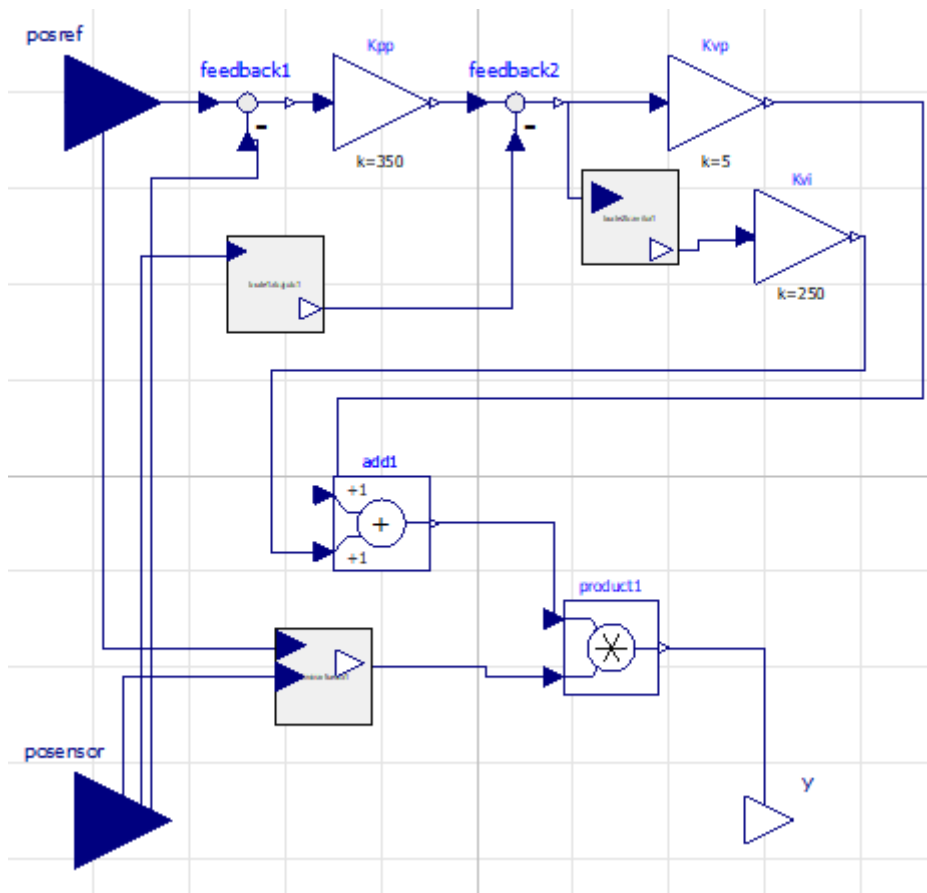 posref
Kpp
Kvp
feedback1
feedback2
-
-
k=350
k=5
Kvi
k=250
add1
+1
+
+1
product1
posensor
y